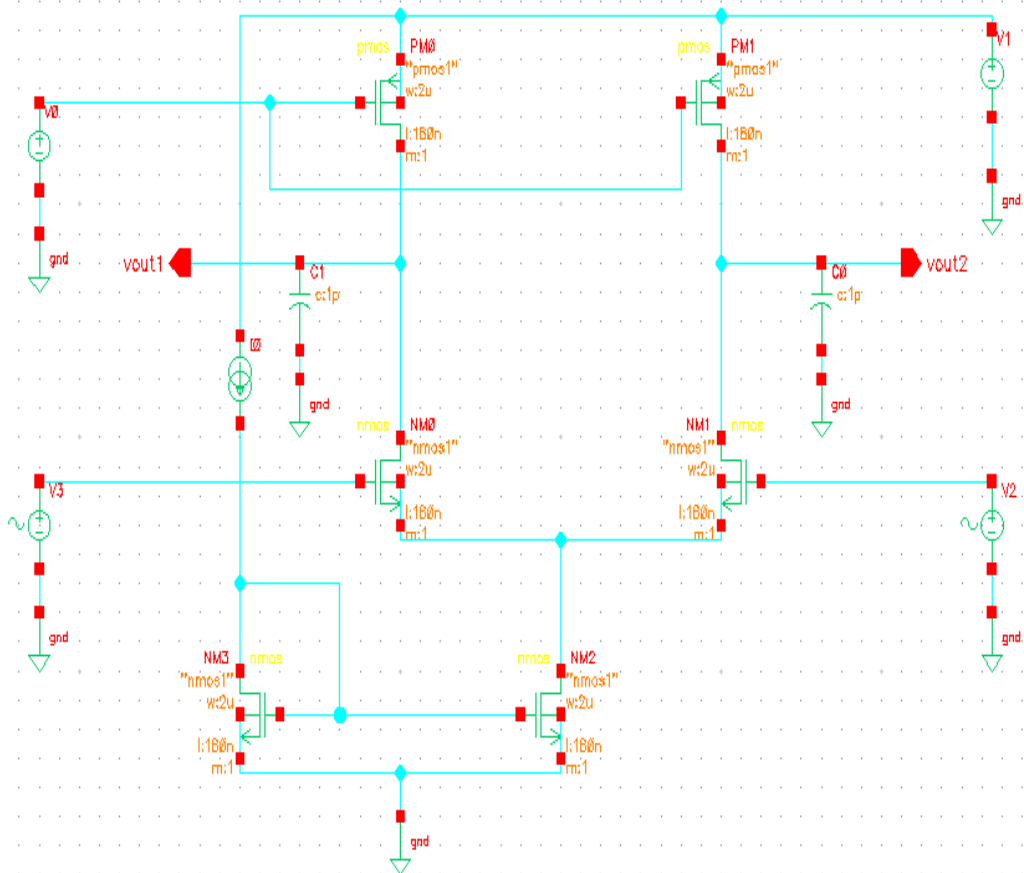 pmos
PM0
"pmos1"
w:2u
l:180n
m:1
pmos
PM1
"pmos1"
w:2u
l:180n
m:1
V1
gnd
V0
gnd
vout1
C1
c:1p
gnd
C0
c:1p
gnd
vout2
I0
nmos
NM0
"nmos1"
w:2u
l:180n
m:1
NM1
nmos
"nmos1"
w:2u
l:180n
m:1
V3
gnd
V2
gnd
NM3
nmos
"nmos1"
w:2u
l:180n
m:1
nmos
NM2
"nmos1"
w:2u
l:180n
m:1
gnd